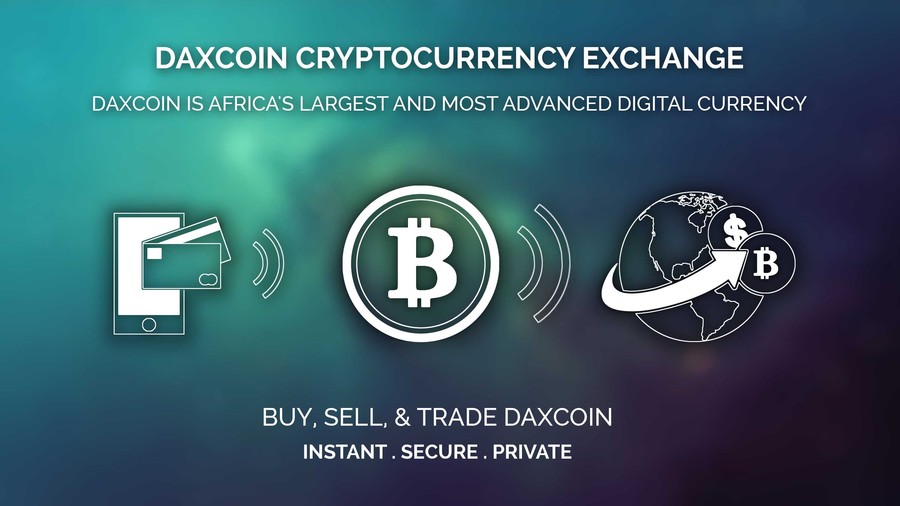 DAXCOIN CRYPTOCURRENCY EXCHANGE
DAXCOIN IS AFRICA'S LARGEST AND MOST ADVANCED DIGITAL CURRENCY
BUY, SELL, & TRADE DAXCOIN
INSTANT . SECURE . PRIVATE